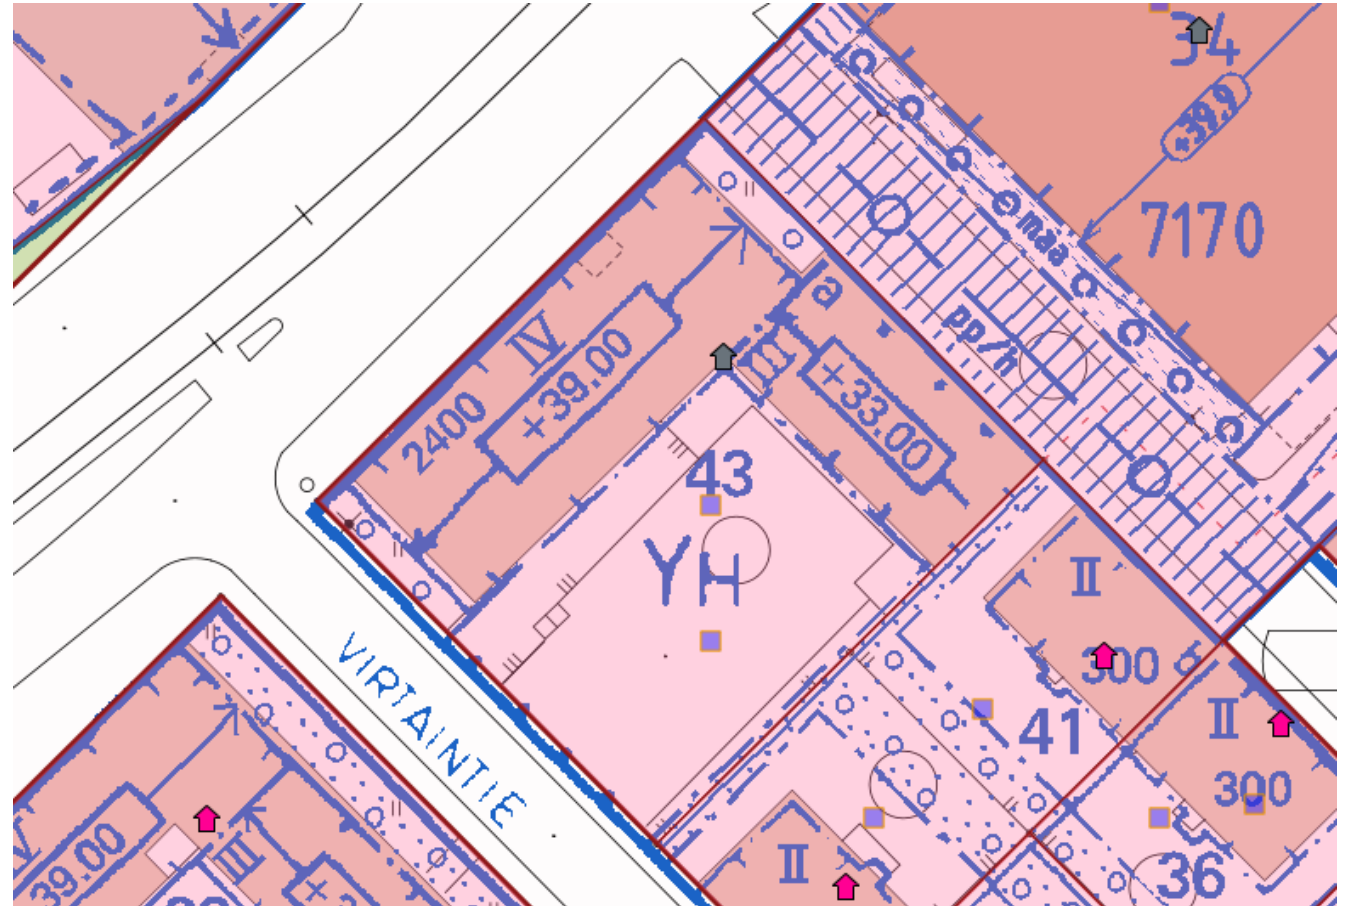 34
+39,9
7170
maa
a
pp/h
IV
+39.00
2400
III
+33.00
43
YH
II
300
41
II
300
36
II
VIRTAINTIE
39.00
III